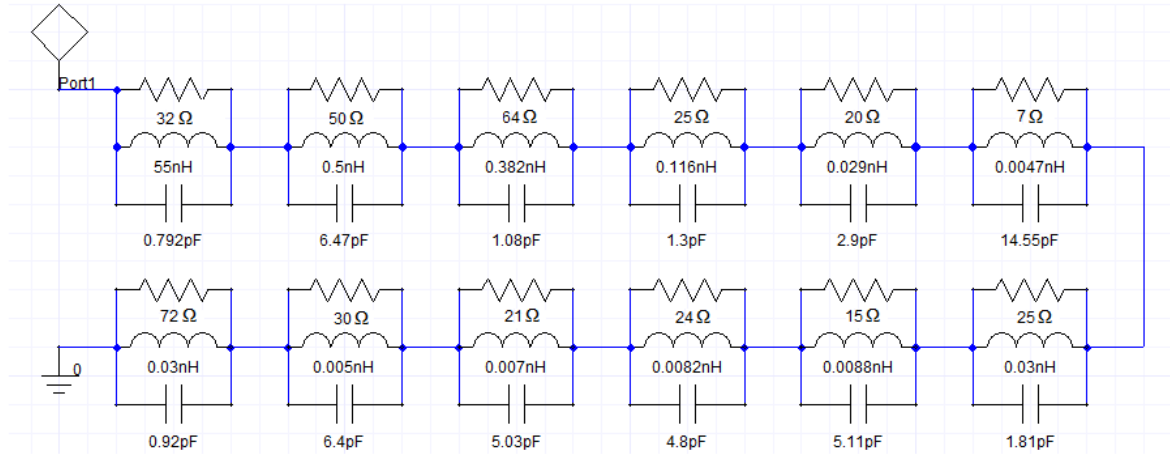 Port1
32 Ω 50 Ω 64 Ω 25 Ω 20 Ω 7 Ω
55nH 0.5nH 0.382nH 0.116nH 0.029nH 0.0047nH
0.792pF 6.47pF 1.08pF 1.3pF 2.9pF 14.55pF
72 Ω 30 Ω 21 Ω 24 Ω 15 Ω 25 Ω
0 0.03nH 0.005nH 0.007nH 0.0082nH 0.0088nH 0.03nH
0.92pF 6.4pF 5.03pF 4.8pF 5.11pF 1.81pF